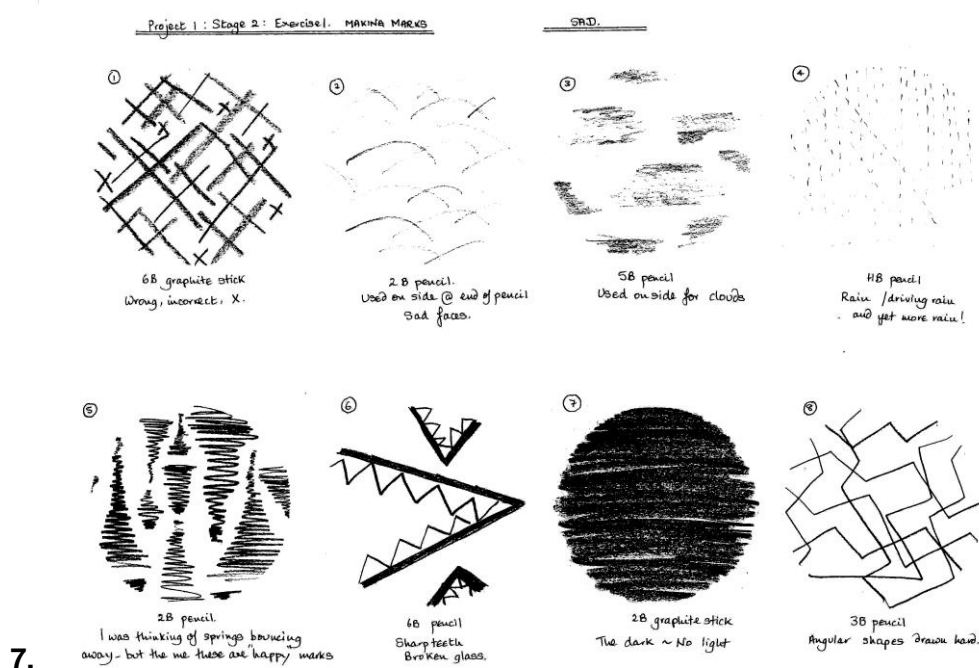 Project 1 : Stage 2 : Exercise 1. MAKING MARKS
SAD.
1
6B graphite stick
Wrong, incorrect, X.
2
2B pencil.
Used on side @ end of pencil
Sad faces.
3
5B pencil
Used on side for clouds
4
HB pencil
Rain / driving rain
and yet more rain!
5
2B pencil.
I was thinking of springs bouncing
away - but the me these are "happy" marks
6
6B pencil
Sharp teeth
Broken glass.
7
2B graphite stick
The dark ~ No light
8
3B pencil
Angular shapes drawn hard.
7.